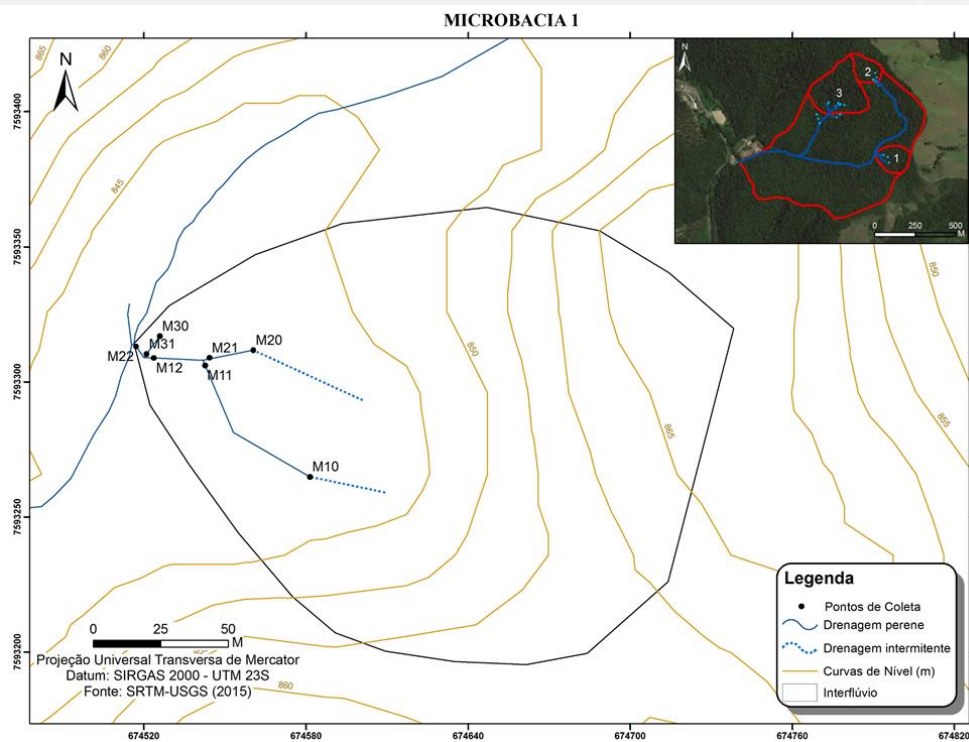 MICROBACIA 1
N
865
860
845
850
865
850
855
860
N
2
3
1
0 250 500
M
M30
M31
M22
M12
M21
M20
M11
M10
7593400
7593350
7593300
7593250
7593200
0 25 50
M
Projeção Universal Transversa de Mercator
Datum: SIRGAS 2000 - UTM 23S
Fonte: SRTM-USGS (2015)
Legenda
Pontos de Coleta
Drenagem perene
Drenagem intermitente
Curvas de Nível (m)
Interflúvio
674520 674580 674640 674700 674760 674820